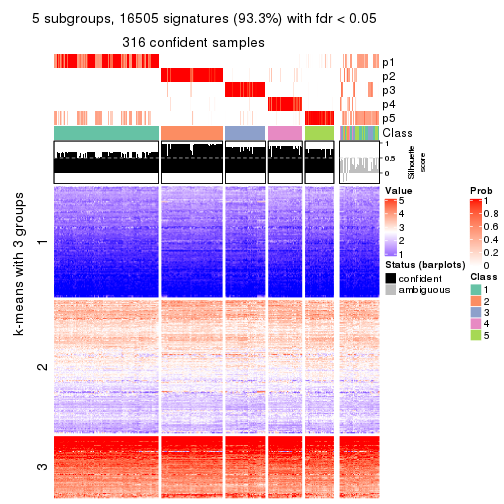 5 subgroups, 16505 signatures (93.3%) with fdr < 0.05
316 confident samples
p1
p2
p3
p4
p5
Class
1
0.5
0
Silhouette
score
k-means with 3 groups
1
2
3
Value
5
4
3
2
1
Status (barplots)
confident
ambiguous
Prob
1
0.8
0.6
0.4
0.2
0
Class
1
2
3
4
5